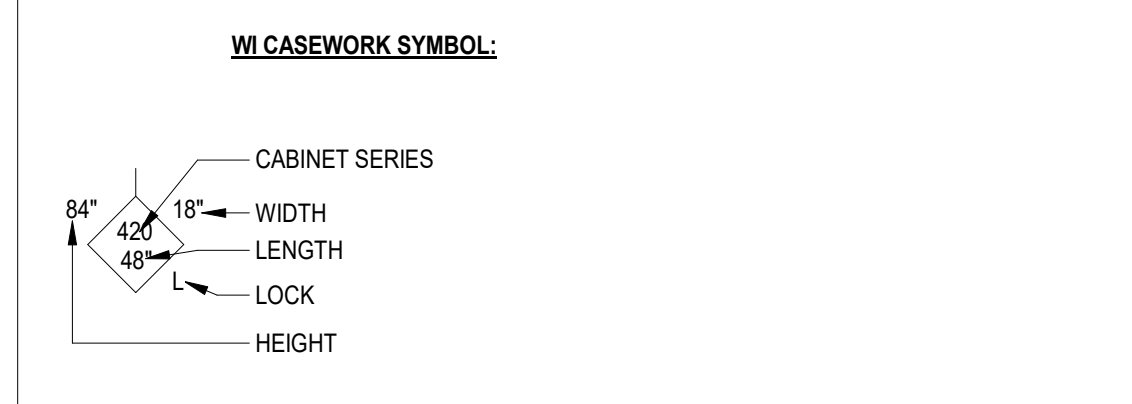 WI CASEWORK SYMBOL:
CABINET SERIES
84" 18" WIDTH
420
48" LENGTH
L LOCK
HEIGHT